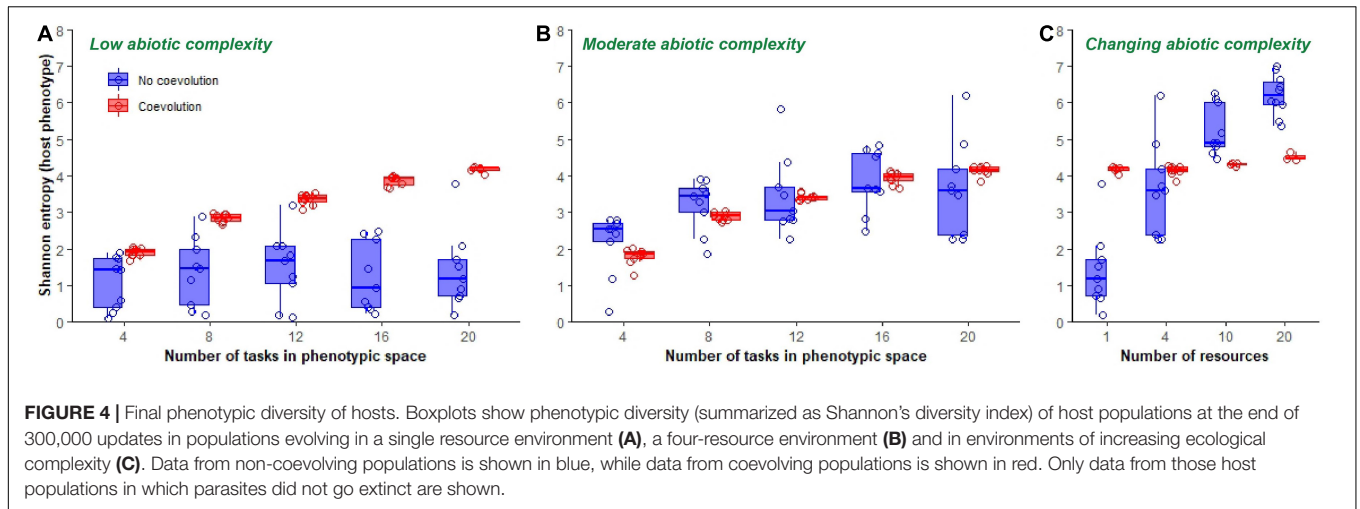 A
Low abiotic complexity
No coevolution
Coevolution
Shannon entropy (host phenotype)
8
7
6
5
4
3
2
1
0
4 8 12 16 20
Number of tasks in phenotypic space
B
Moderate abiotic complexity
8
7
6
5
4
3
2
1
0
4 8 12 16 20
Number of tasks in phenotypic space
C
Changing abiotic complexity
8
7
6
5
4
3
2
1
0
1 4 10 20
Number of resources
FIGURE 4 | Final phenotypic diversity of hosts. Boxplots show phenotypic diversity (summarized as Shannon's diversity index) of host populations at the end of
300,000 updates in populations evolving in a single resource environment (A), a four-resource environment (B) and in environments of increasing ecological
complexity (C). Data from non-coevolving populations is shown in blue, while data from coevolving populations is shown in red. Only data from those host
populations in which parasites did not go extinct are shown.